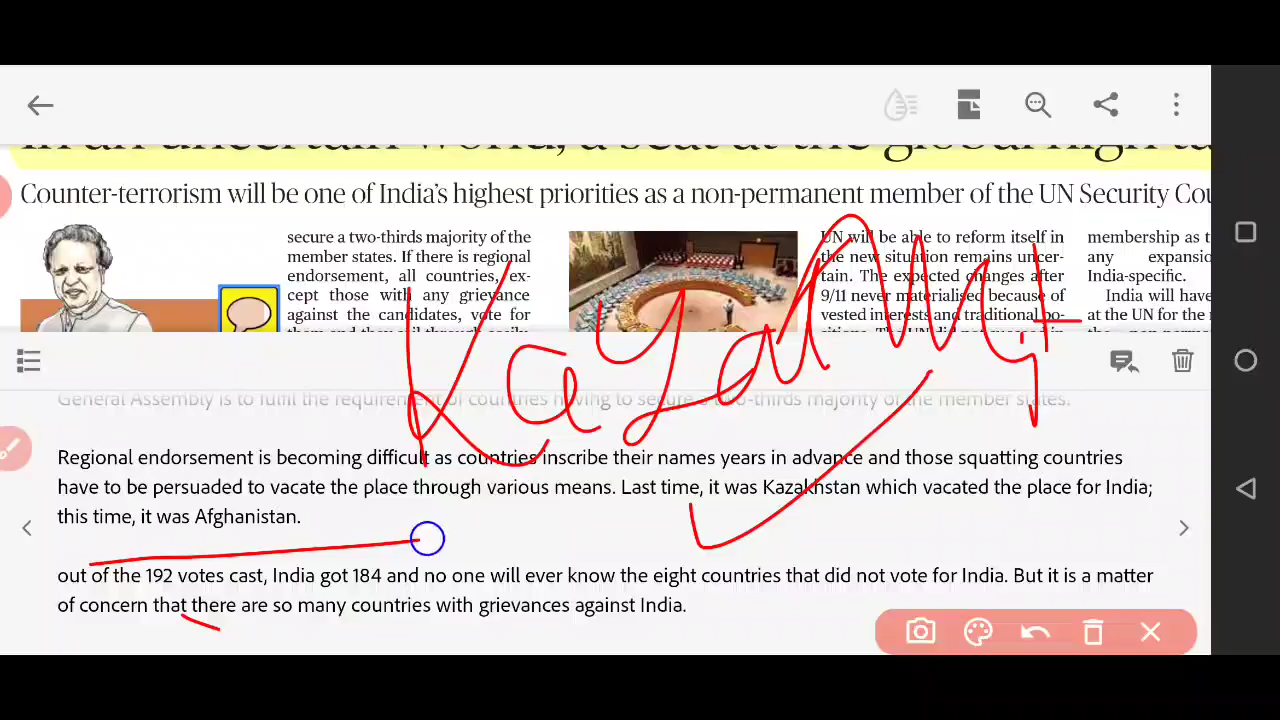 in an uncertain world, a seat at the global high ta
Counter-terrorism will be one of India's highest priorities as a non-permanent member of the UN Security Cou
secure a two-thirds majority of the
member states. If there is regional
endorsement, all countries, ex-
cept those with any grievance
against the candidates, vote for
UN will be able to reform itself in
the new situation remains uncer-
tain. The expected changes after
9/11 never materialised because of
vested interests and traditional po-
membership as t
any expansio
India-specific.
India will have
at the UN for the
General Assembly is to fulfil the requirement of countries having to secure a two-thirds majority of the member states.
Regional endorsement is becoming difficult as countries inscribe their names years in advance and those squatting countries
have to be persuaded to vacate the place through various means. Last time, it was Kazakhstan which vacated the place for India;
this time, it was Afghanistan.
out of the 192 votes cast, India got 184 and no one will ever know the eight countries that did not vote for India. But it is a matter
of concern that there are so many countries with grievances against India.